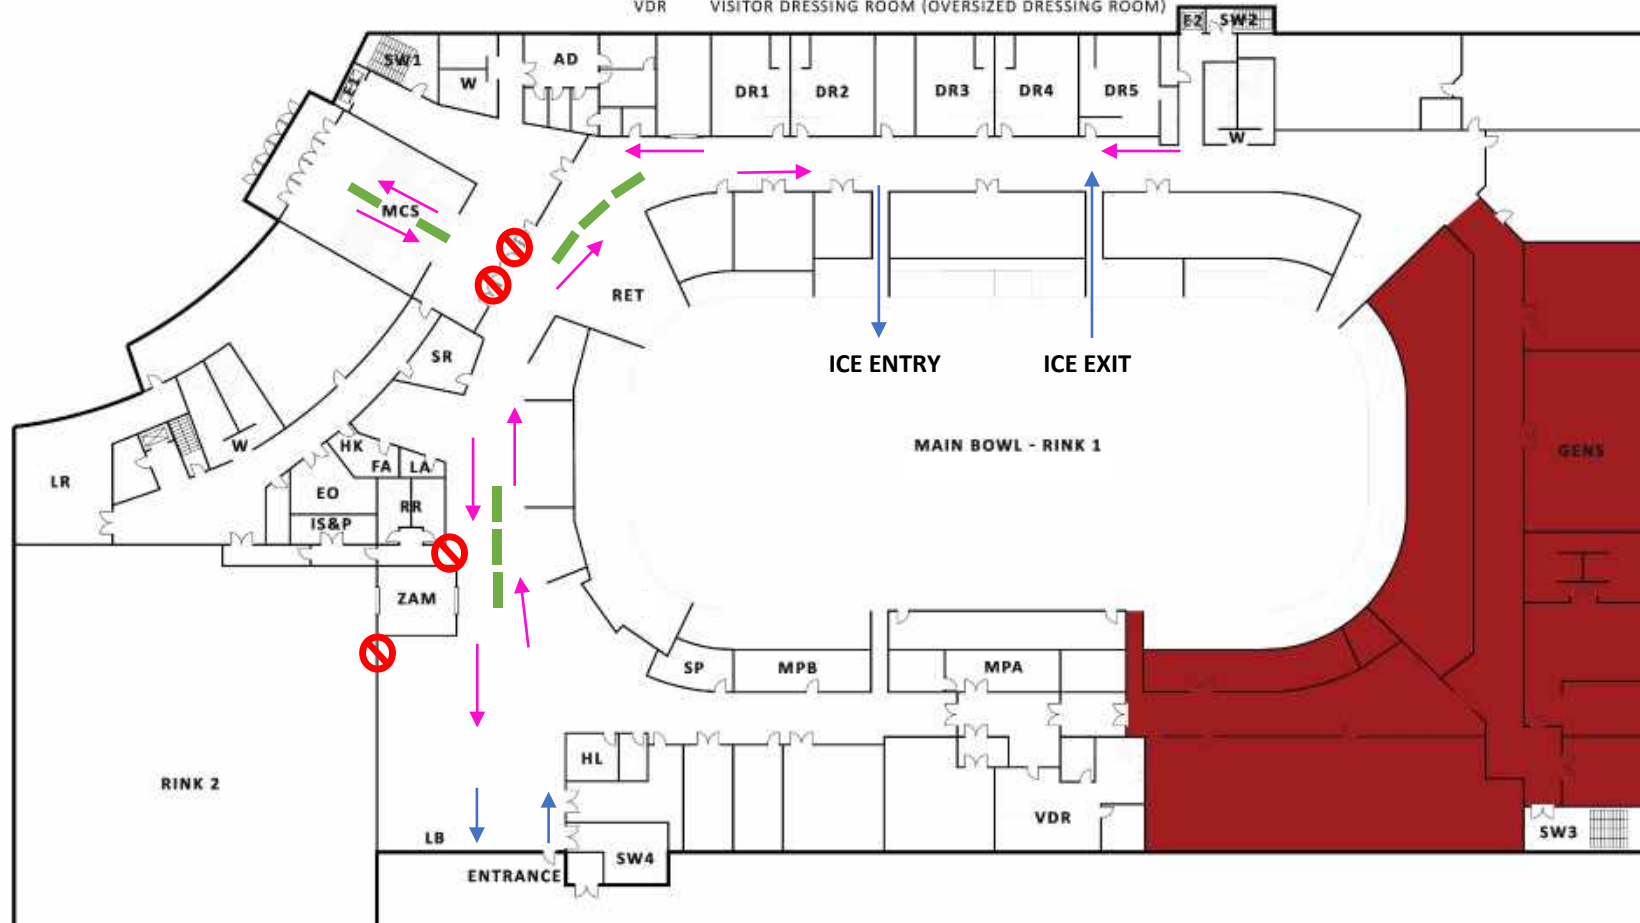 VDR VISITOR DRESSING ROOM (OVERSIZED DRESSING ROOM)
E2 SW2
SW1
AD
E1
W
DR1 DR2 DR3 DR4 DR5
W
MCS
RET
SR
ICE ENTRY ICE EXIT
MAIN BOWL - RINK 1
GENS
W
HK
FA LA
LR
EO
RR
IS&P
ZAM
SP MPB MPA
HL
RINK 2
VDR
LB
SW3
SW4
ENTRANCE